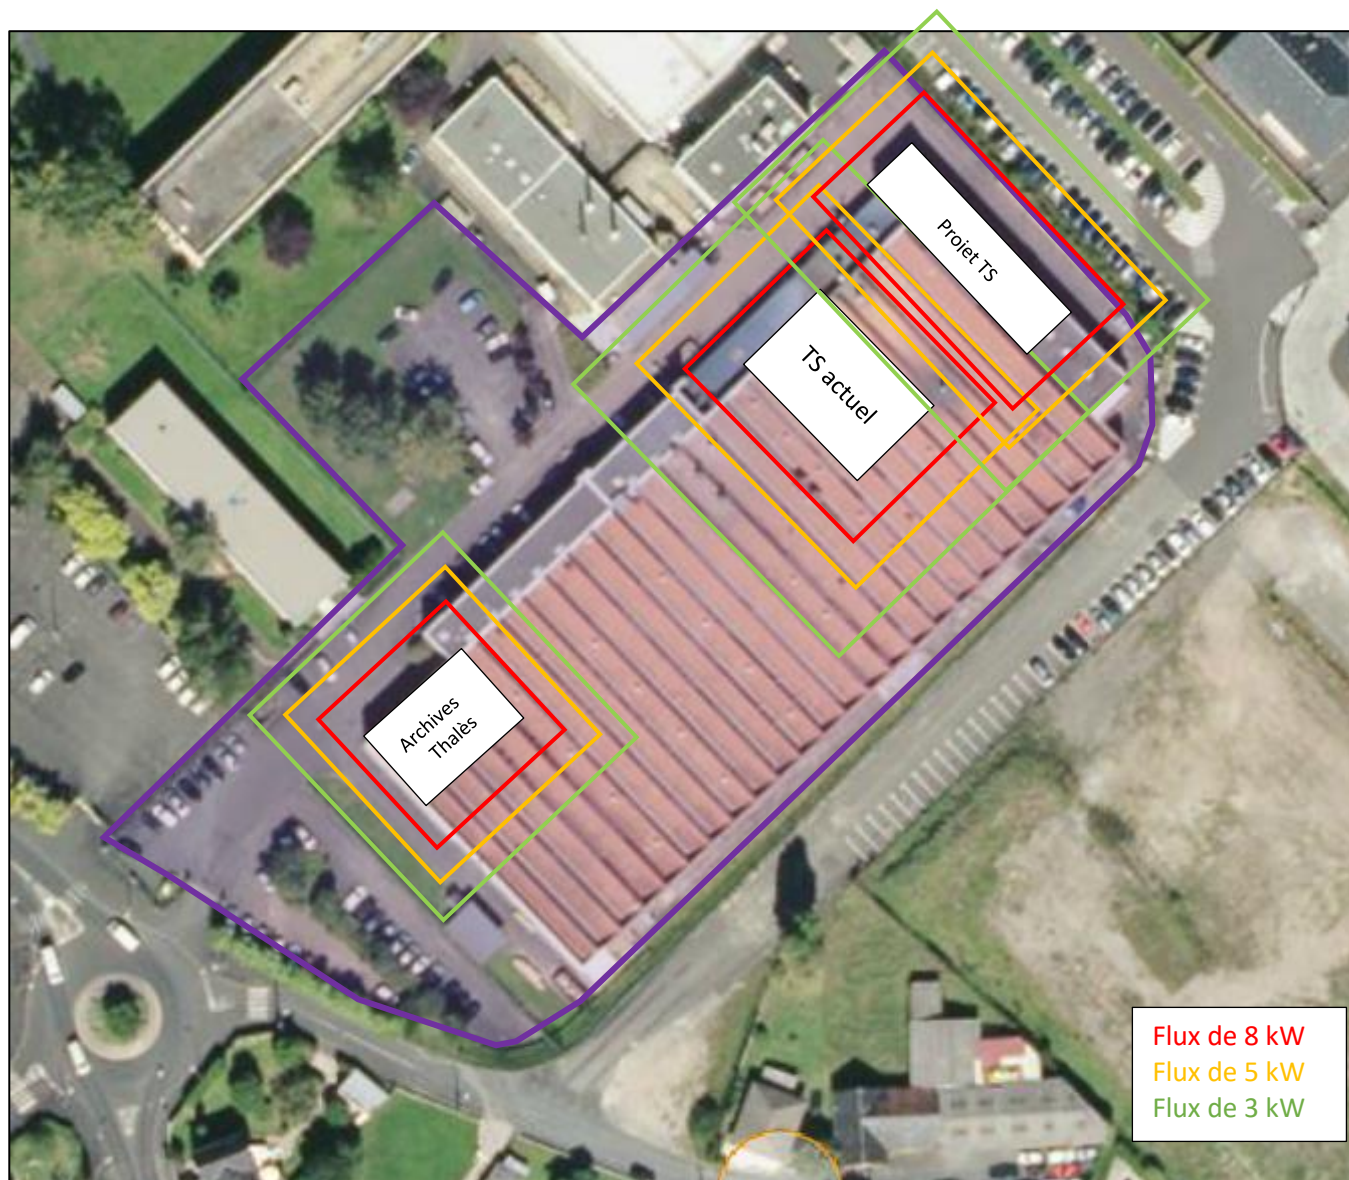 Projet TS
TS actuel
Archives
Thalès
Flux de 8 kW
Flux de 5 kW
Flux de 3 kW